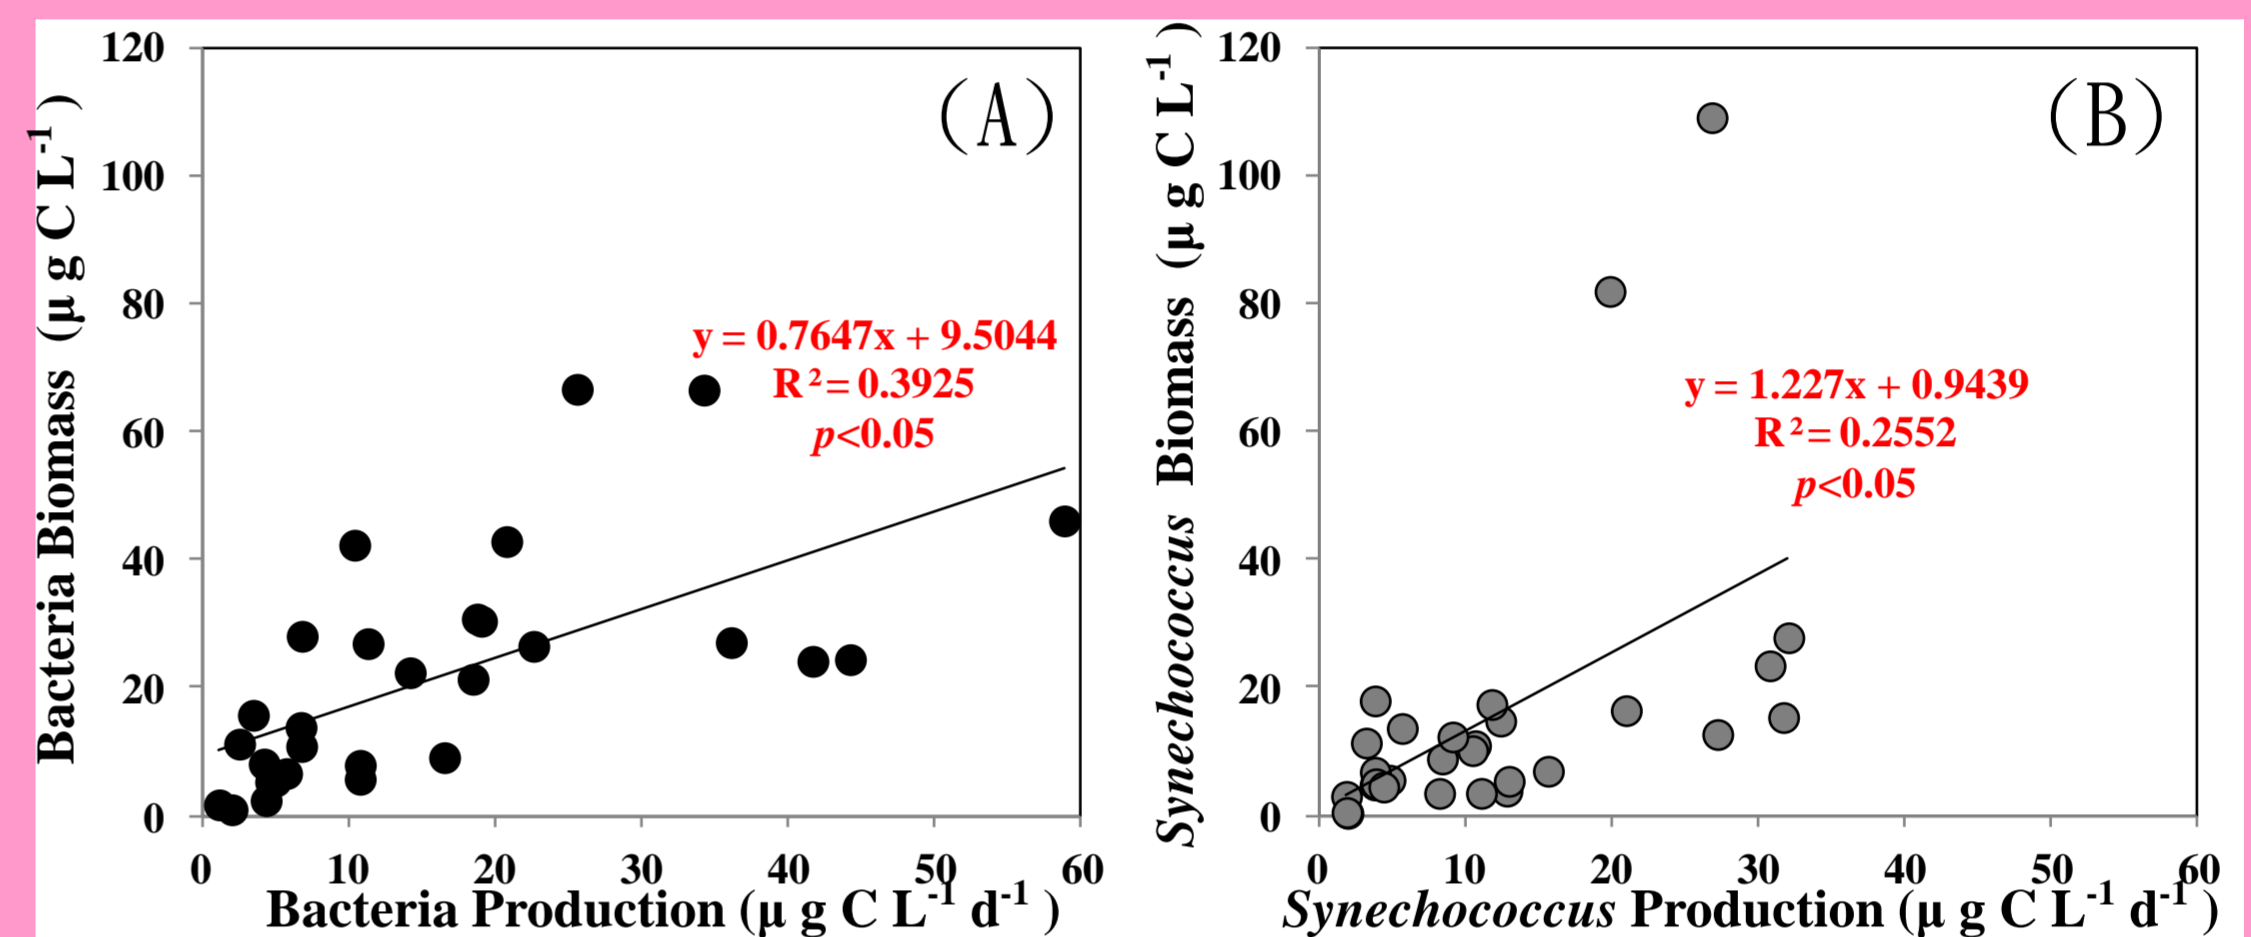 120
100
80
60
40
20
0
0 10 20 30 40 50 60
Bacteria Biomass (μ g C L⁻¹ )
Bacteria Production (μ g C L⁻¹ d⁻¹ )
(A)
y = 0.7647x + 9.5044
R² = 0.3925
p<0.05
120
100
80
60
40
20
0
0 10 20 30 40 50 60
Synechococcus Biomass (μ g C L⁻¹ )
Synechococcus Production (μ g C L⁻¹ d⁻¹ )
(B)
y = 1.227x + 0.9439
R² = 0.2552
p<0.05